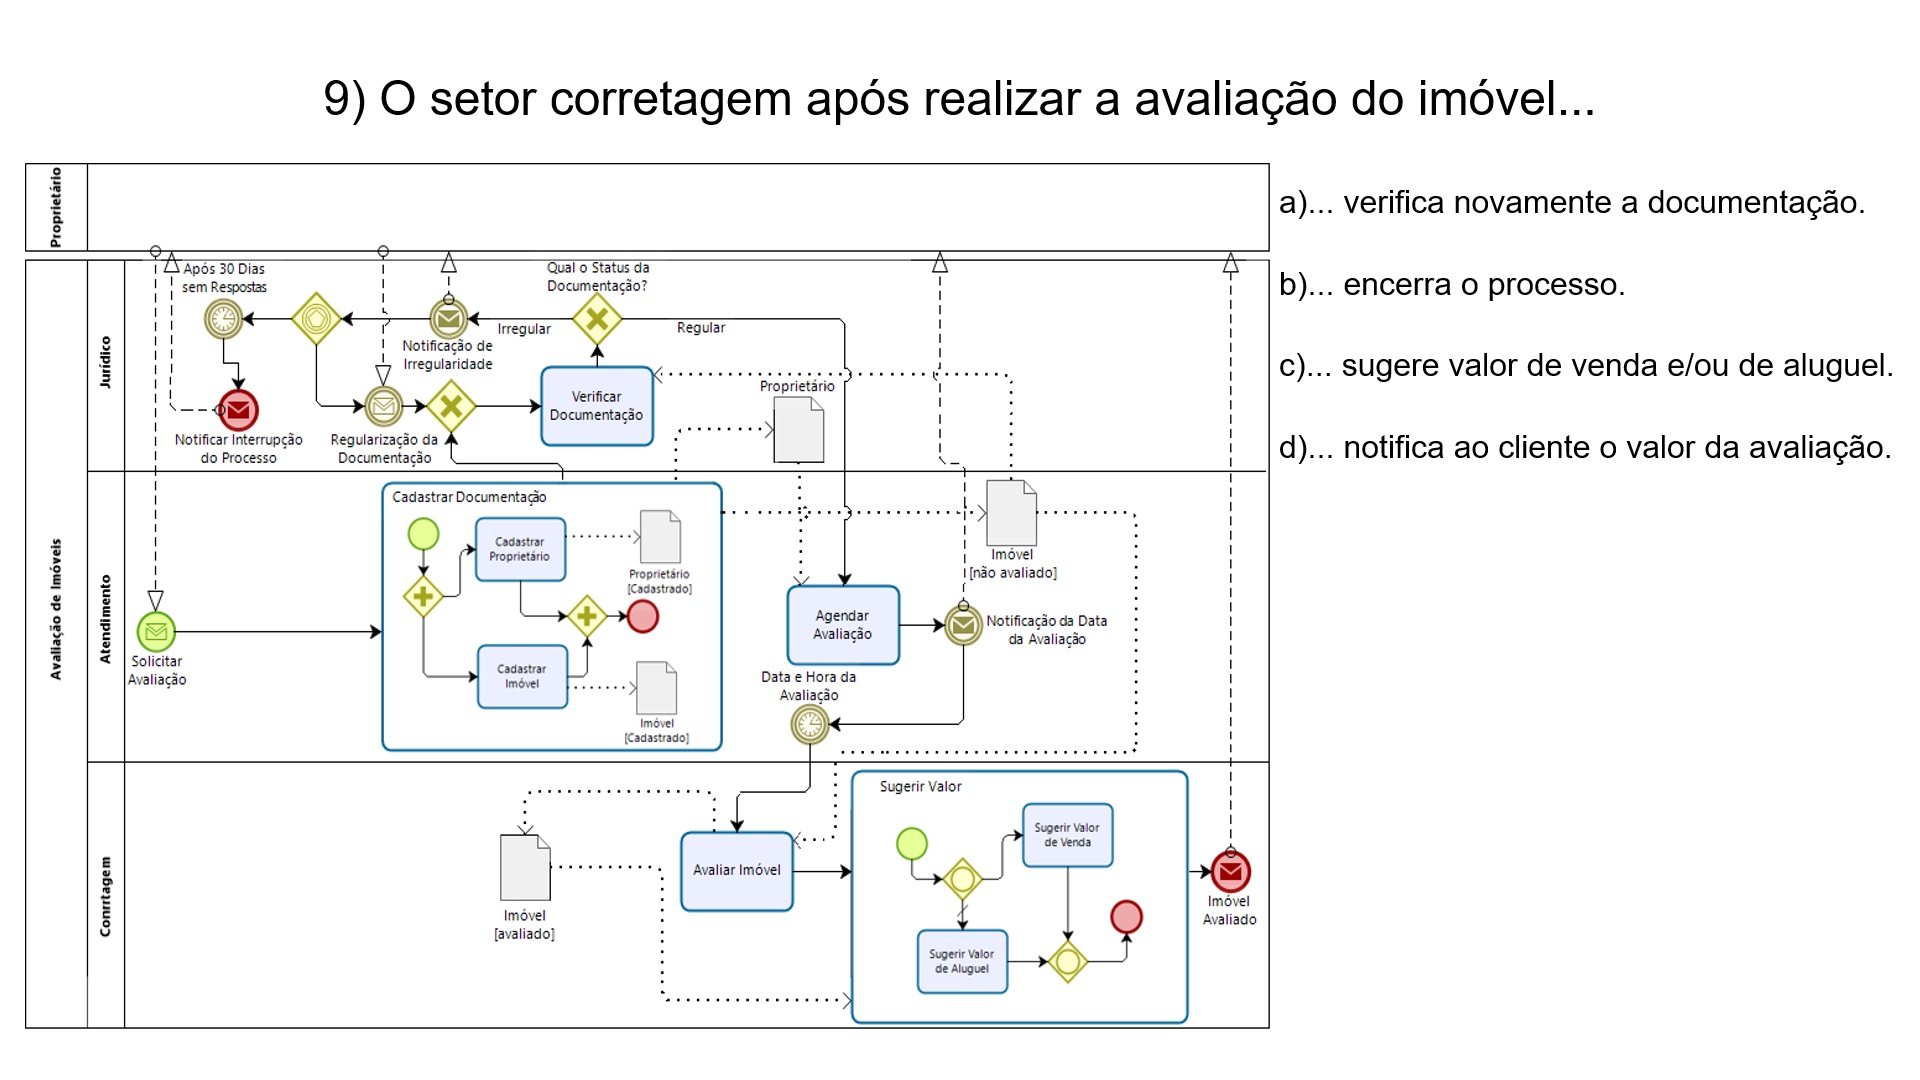 9) O setor corretagem após realizar a avaliação do imóvel...
a)... verifica novamente a documentação.
b)... encerra o processo.
c)... sugere valor de venda e/ou de aluguel.
d)... notifica ao cliente o valor da avaliação.
Proprietário
Avaliação de Imóveis
Jurídico
Após 30 Dias
sem Respostas
Notificar Interrupção
do Processo
Notificação de
Irregularidade
Irregular
Qual o Status da
Documentação?
Regular
Regularização da
Documentação
Verificar
Documentação
Proprietário
Atendimento
Solicitar
Avaliação
Cadastrar Documentação
Cadastrar
Proprietário
Proprietário
[Cadastrado]
Cadastrar
Imóvel
Imóvel
[Cadastrado]
Imóvel
[não avaliado]
Agendar
Avaliação
Notificação da Data
da Avaliação
Data e Hora da
Avaliação
Conrrtagem
Imóvel
[avaliado]
Avaliar Imóvel
Sugerir Valor
Sugerir Valor
de Venda
Sugerir Valor
de Aluguel
Imóvel
Avaliado